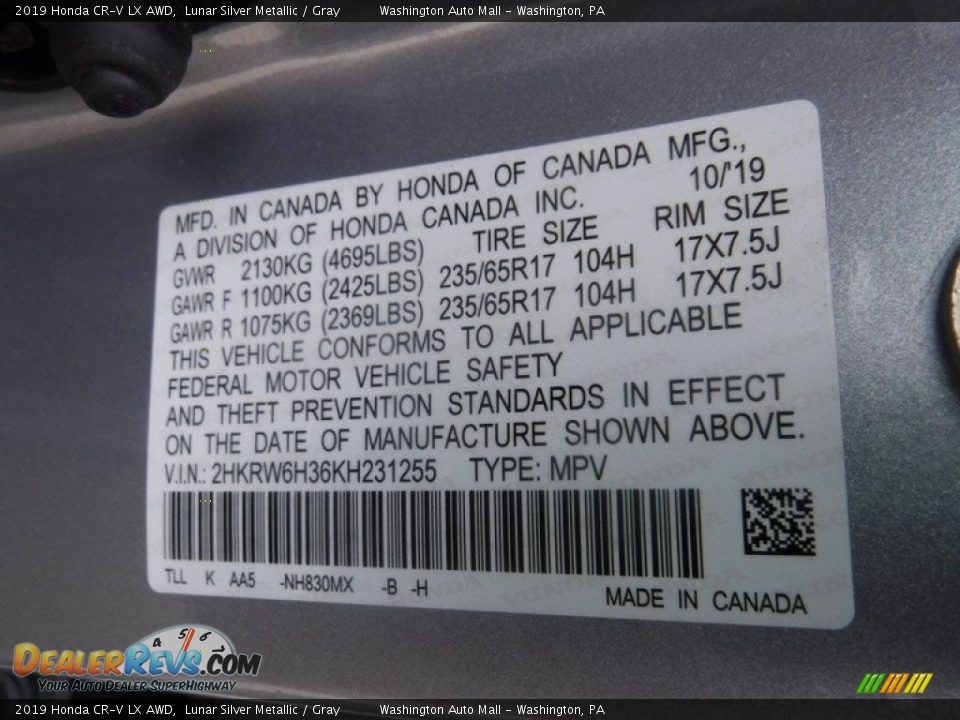 2019 Honda CR-V LX AWD, Lunar Silver Metallic / Gray Washington Auto Mall - Washington, PA
MFD. IN CANADA BY HONDA OF CANADA MFG.,
A DIVISION OF HONDA CANADA INC. 10/'19
GVWR 2130KG (4695LBS) TIRE SIZE RIM SIZE
GAWR F 1100KG (2425LBS) 235/65R17 104H 17X7.5J
GAWR R 1075KG (2369LBS) 235/65R17 104H 17X7.5J
THIS VEHICLE CONFORMS TO ALL APPLICABLE
FEDERAL MOTOR VEHICLE SAFETY
AND THEFT PREVENTION STANDARDS IN EFFECT
ON THE DATE OF MANUFACTURE SHOWN ABOVE.
V.I.N.: 2HKRW6H36KH231255 TYPE: MPV
TLL K AA5 -NH830MX -B -H
MADE IN CANADA
4 5 6
DEALERREVS.COM
YOUR AUTO DEALER SUPERHIGHWAY
2019 Honda CR-V LX AWD, Lunar Silver Metallic / Gray Washington Auto Mall - Washington, PA